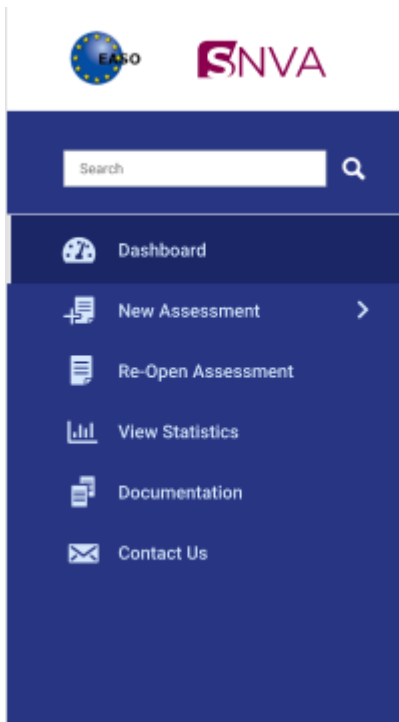 EASO SNVA
Search
Dashboard
New Assessment
Re-Open Assessment
View Statistics
Documentation
Contact Us